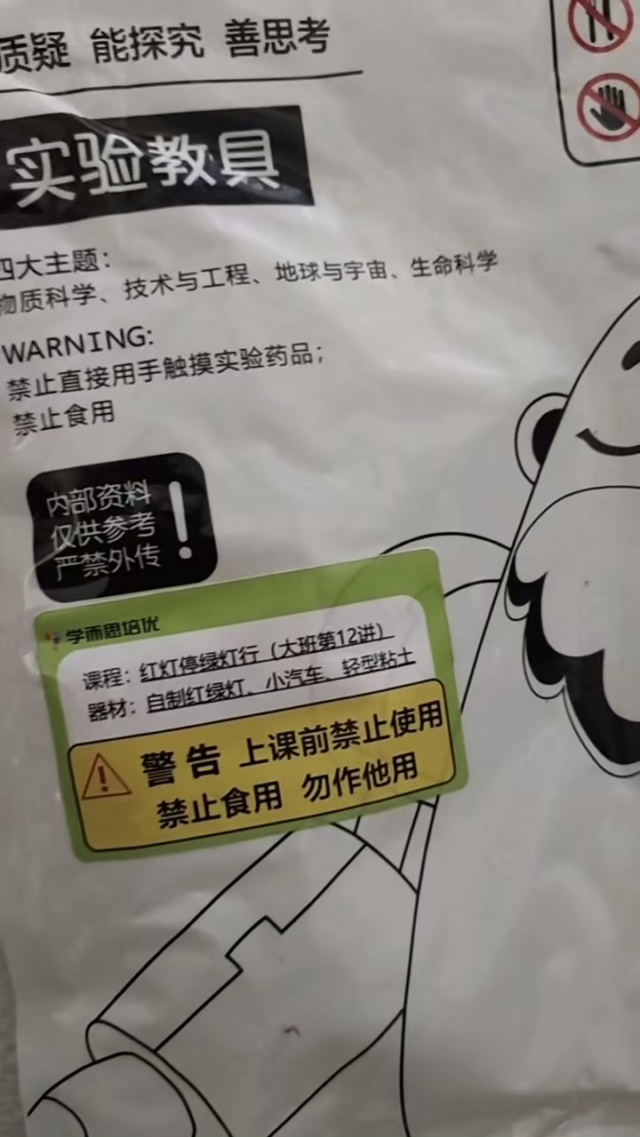 质疑 能探究 善思考
实验教具
四大主题：
物质科学、技术与工程、地球与宇宙、生命科学
WARNING:
禁止直接用手触摸实验药品；
禁止食用
内部资料
仅供参考
严禁外传
!
学而思培优
课程：红灯停绿灯行（大班第12讲）
器材：自制红绿灯、小汽车、轻型粘土
警告 上课前禁止使用
禁止食用 勿作他用